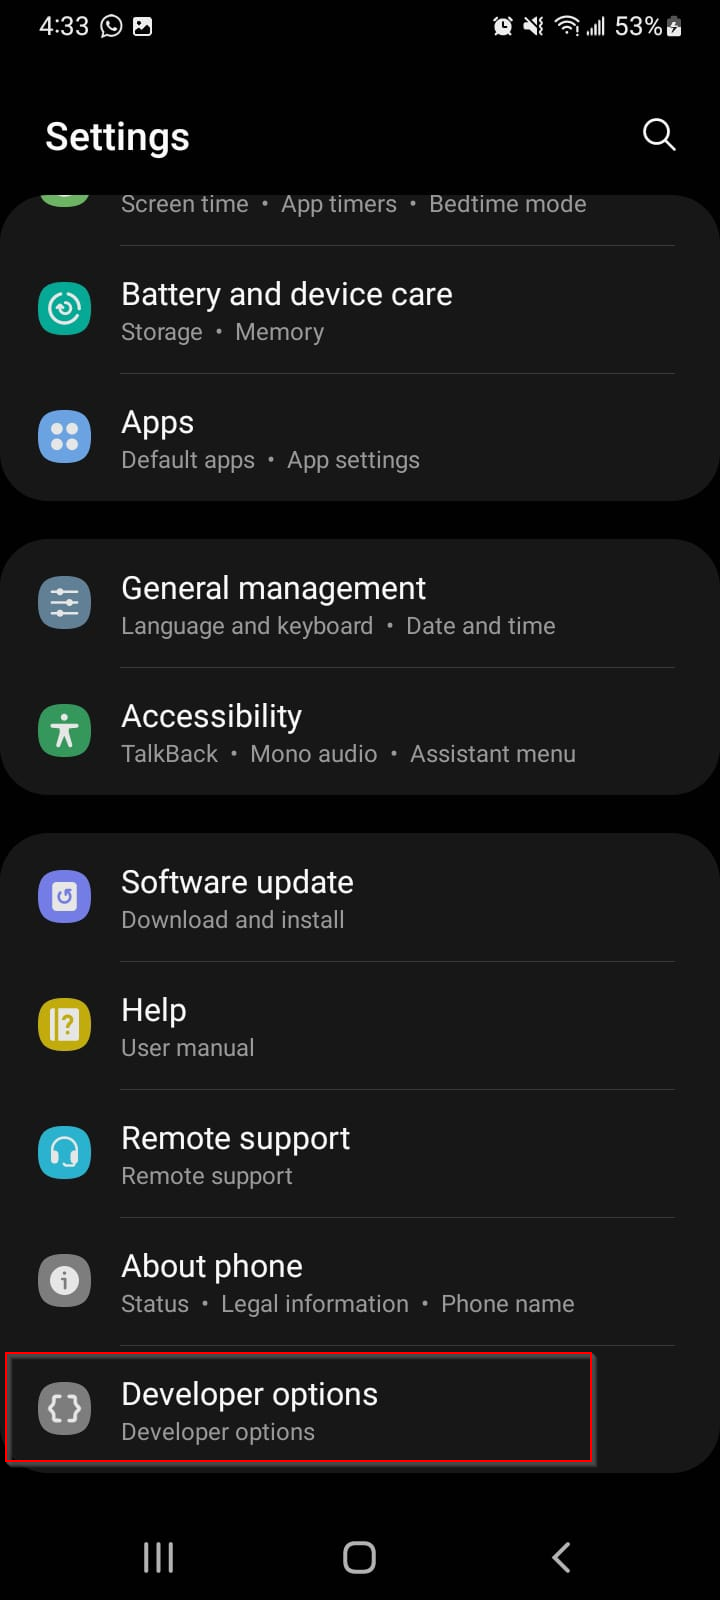 4:33 53%
Settings
Screen time • App timers • Bedtime mode
Battery and device care
Storage • Memory
Apps
Default apps • App settings
General management
Language and keyboard • Date and time
Accessibility
TalkBack • Mono audio • Assistant menu
Software update
Download and install
Help
User manual
Remote support
Remote support
About phone
Status • Legal information • Phone name
Developer options
Developer options